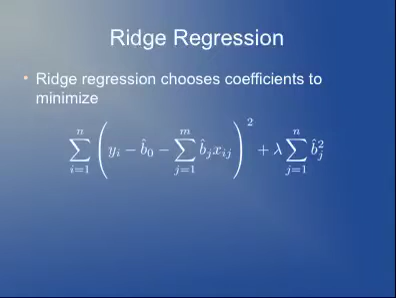 Ridge Regression
• Ridge regression chooses coefficients to
minimize
$\sum_{i=1}^{n} \left( y_i - \hat{b}_0 - \sum_{j=1}^{m} \hat{b}_j x_{ij} \right)^2 + \lambda \sum_{j=1}^{n} \hat{b}_j^2$